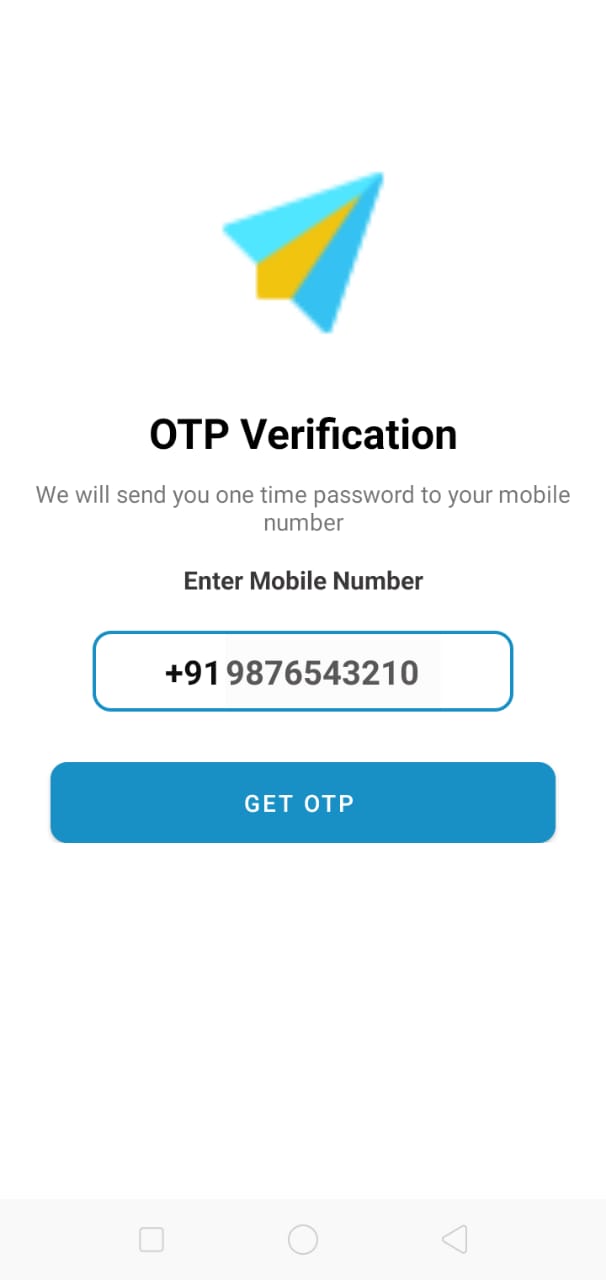 OTP Verification
We will send you one time password to your mobile
number
Enter Mobile Number
+91 9876543210
GET OTP